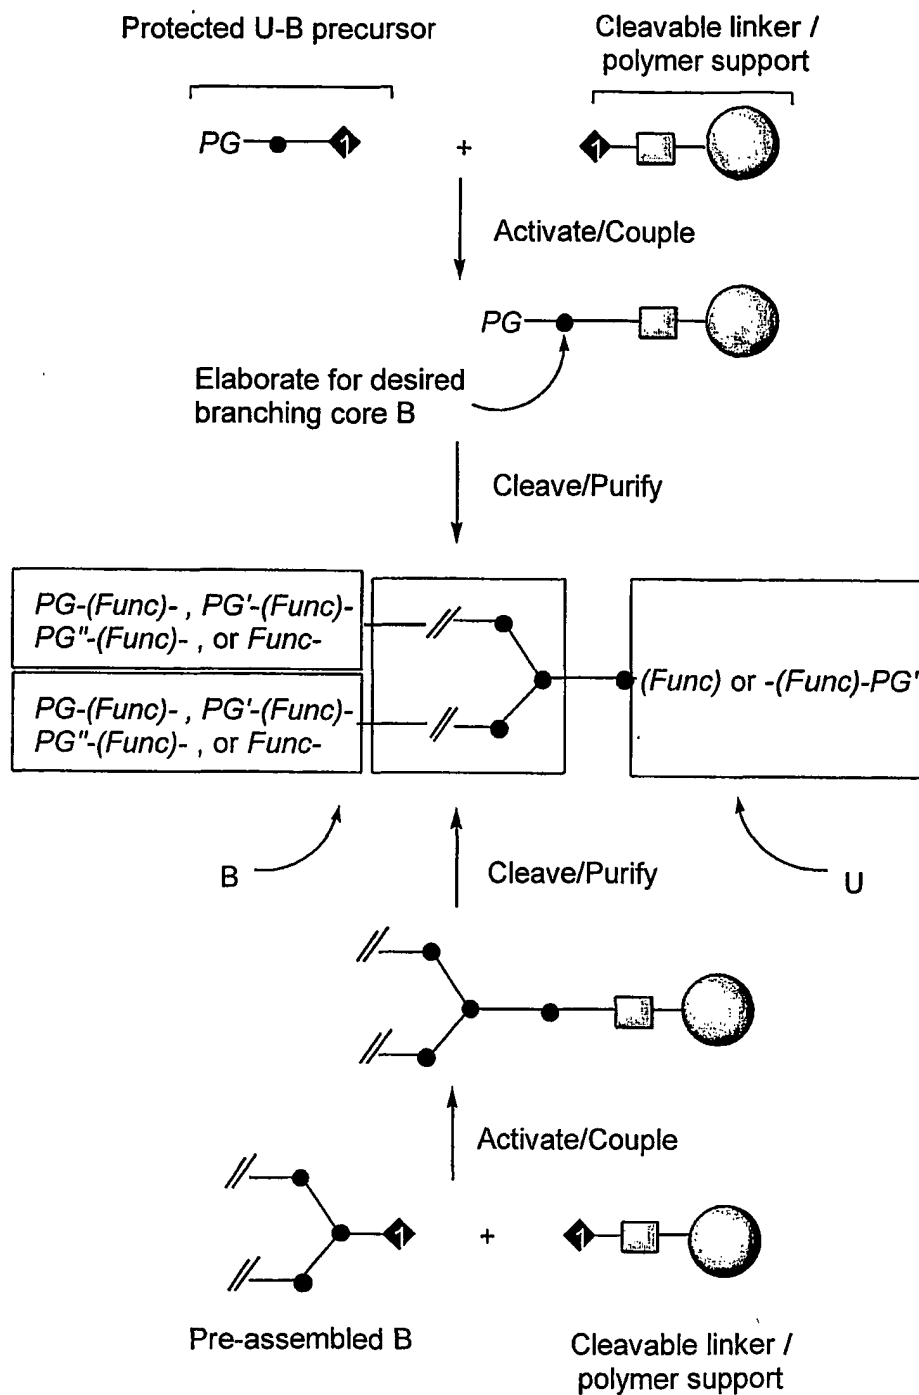 Protected U-B precursor
Cleavable linker /
polymer support
PG
1
+
1
Activate/Couple
PG
Elaborate for desired
branching core B
Cleave/Purify
PG-(Func)- , PG'-(Func)-
PG"-(Func)- , or Func-
(Func) or -(Func)-PG'
PG-(Func)- , PG'-(Func)-
PG"-(Func)- , or Func-
B
Cleave/Purify
U
Activate/Couple
1
+
1
Pre-assembled B
Cleavable linker /
polymer support